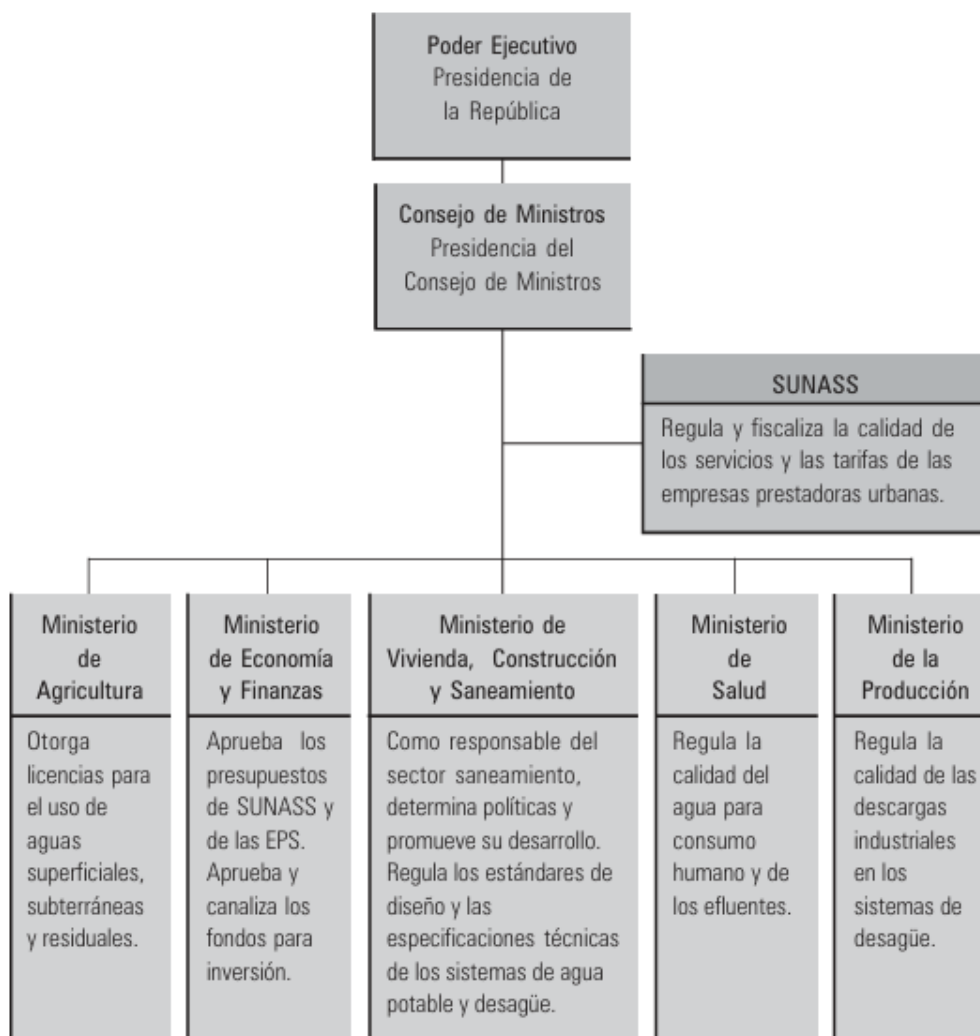 Poder Ejecutivo
Presidencia de
la República
Consejo de Ministros
Presidencia del
Consejo de Ministros
SUNASS
Regula y fiscaliza la calidad de
los servicios y las tarifas de las
empresas prestadoras urbanas.
Ministerio
de
Agricultura
Otorga
licencias para
el uso de
aguas
superficiales,
subterráneas
y residuales.
Ministerio
de Economía
y Finanzas
Aprueba los
presupuestos
de SUNASS y
de las EPS.
Aprueba y
canaliza los
fondos para
inversión.
Ministerio de
Vivienda, Construcción
y Saneamiento
Como responsable del
sector saneamiento,
determina políticas y
promueve su desarrollo.
Regula los estándares de
diseño y las
especificaciones técnicas
de los sistemas de agua
potable y desagüe.
Ministerio
de
Salud
Regula la
calidad del
agua para
consumo
humano y de
los efluentes.
Ministerio
de la
Producción
Regula la
calidad de las
descargas
industriales
en los
sistemas de
desagüe.